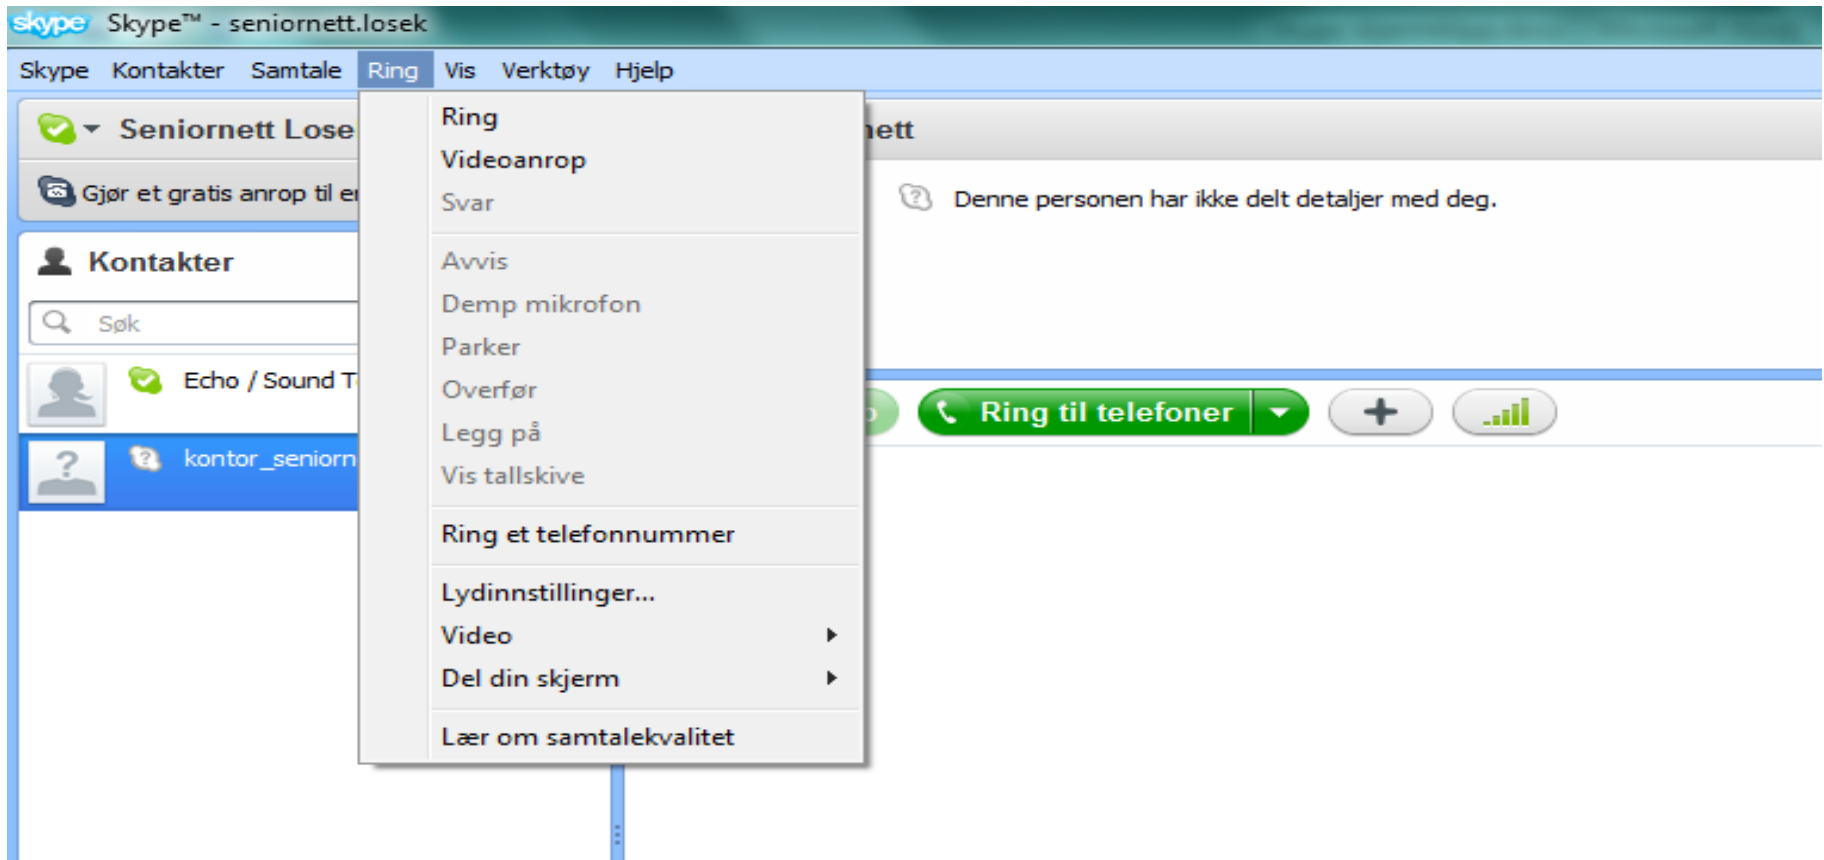 skype Skype™ - seniornett.losek
Skype Kontakter Samtale Ring Vis Verktøy Hjelp
Seniornett Lose
Gjør et gratis anrop til
Kontakter
Søk
Echo / Sound T
kontor_seniorn
Ring
Videoanrop
Svar
Avvis
Demp mikrofon
Parker
Overfør
Legg på
Vis tallskive
Ring et telefonnummer
Lydinnstillinger...
Video
Del din skjerm
Lær om samtalekvalitet
ett
Denne personen har ikke delt detaljer med deg.
Ring til telefoner